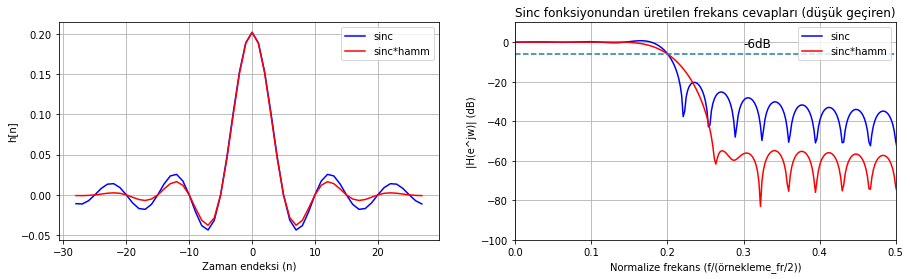 h[n]
0.20
0.15
0.10
0.05
0.00
−0.05
−30 −20 −10 0 10 20
Zaman endeksi (n)
sinc
sinc*hamm
Sinc fonksiyonundan üretilen frekans cevapları (düşük geçiren)
|H(e^jw)| (dB)
0
−20
−40
−60
−80
−100
0.0 0.1 0.2 0.3 0.4 0.5
Normalize frekans (f/(örnekleme_fr/2))
-6dB
sinc
sinc*hamm